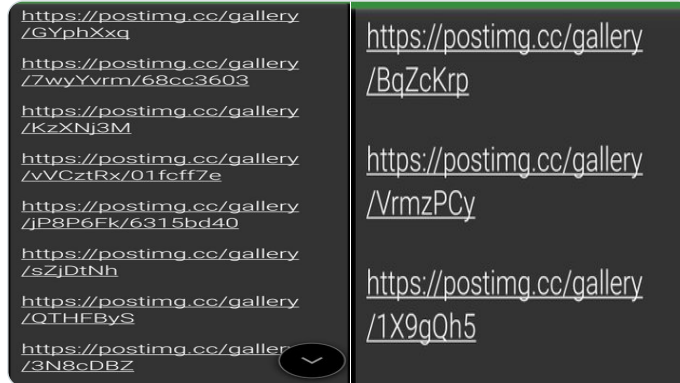 https://postimg.cc/gallery
/GYphXxq
https://postimg.cc/gallery
/7wyYvrm/68cc3603
https://postimg.cc/gallery
/KzXNj3M
https://postimg.cc/gallery
/vVCztRx/01fcff7e
https://postimg.cc/gallery
/jP8P6Fk/6315bd40
https://postimg.cc/gallery
/sZjDtNh
https://postimg.cc/gallery
/QTHFByS
https://postimg.cc/galler
/3N8cDBZ
https://postimg.cc/gallery
/BqZcKrp
https://postimg.cc/gallery
/VrmzPCy
https://postimg.cc/gallery
/1X9gQh5